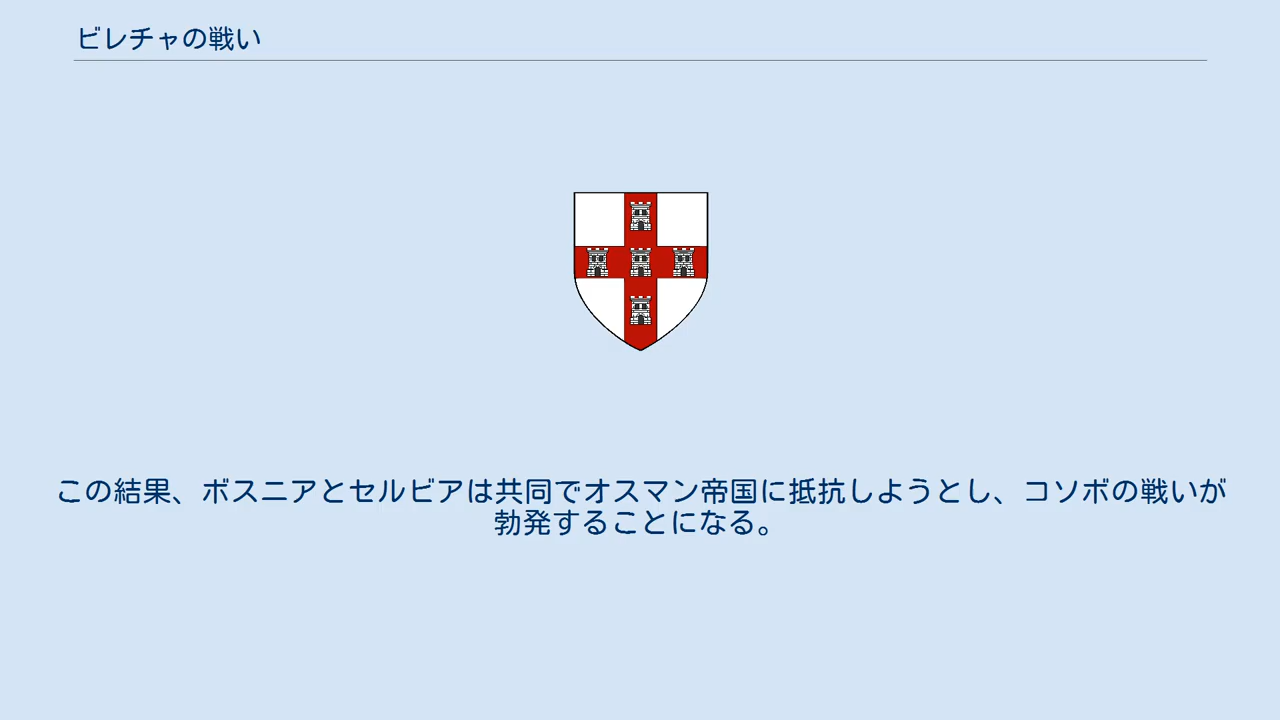 ビレチャの戦い
この結果、ボスニアとセルビアは共同でオスマン帝国に抵抗しようとし、コソボの戦いが
勃発することになる。